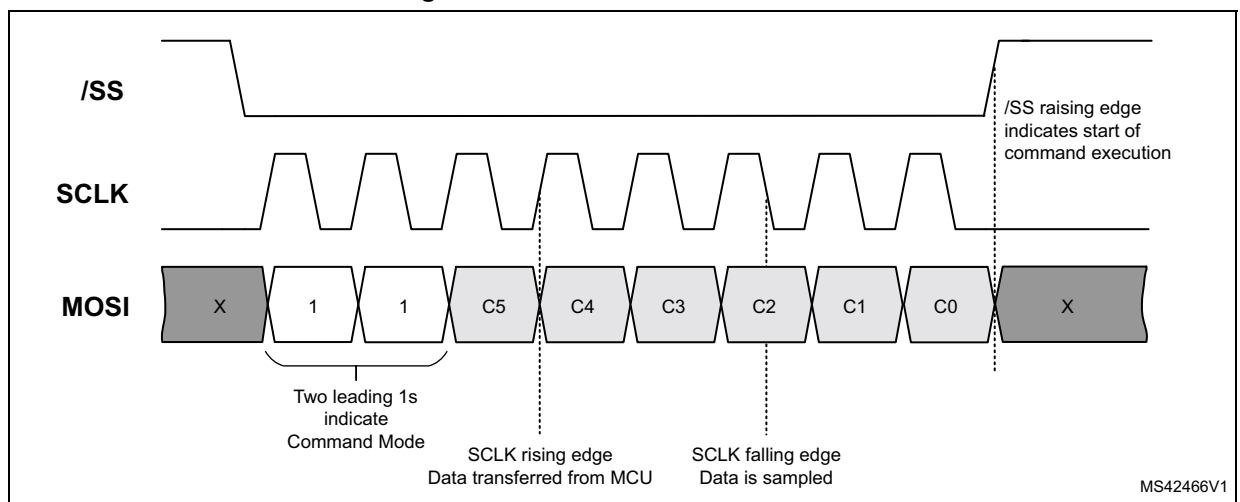 /SS
/SS raising edge
indicates start of
command execution
SCLK
MOSI
X 1 1 C5 C4 C3 C2 C1 C0 X
Two leading 1s
indicate
Command Mode
SCLK rising edge
Data transferred from MCU
SCLK falling edge
Data is sampled
MS42466V1